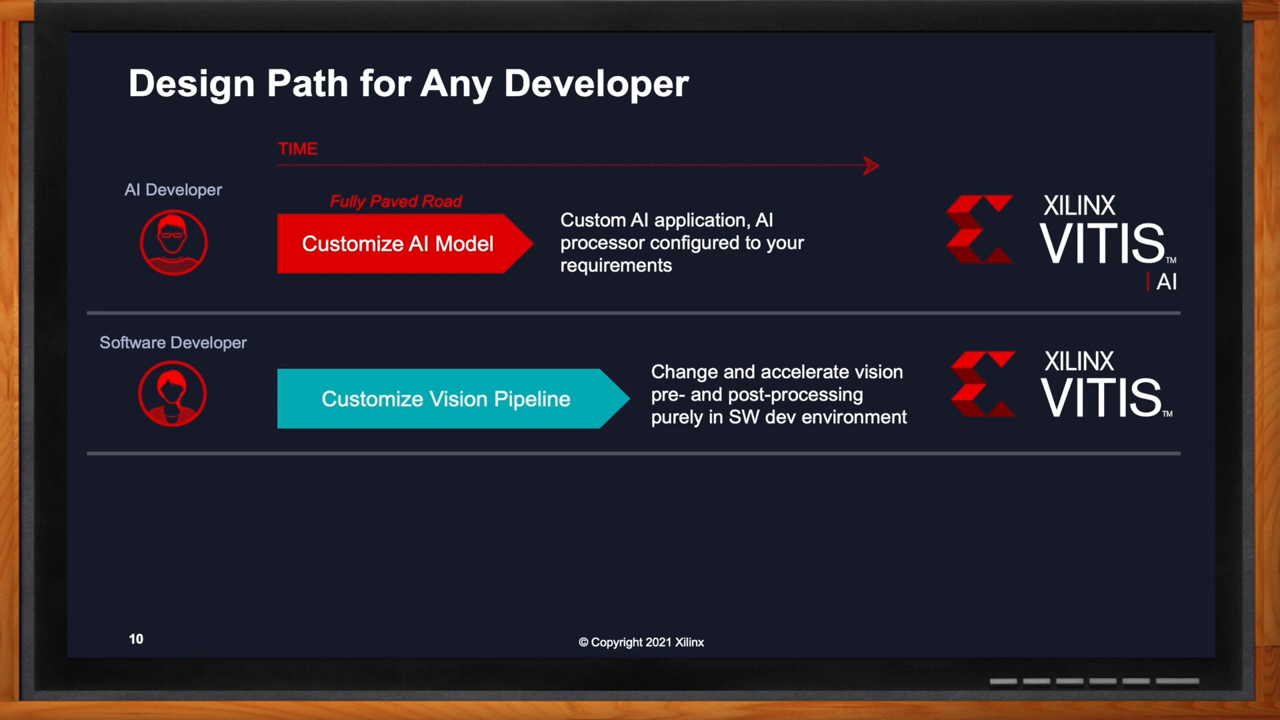 Design Path for Any Developer
TIME
AI Developer
Fully Paved Road
Customize AI Model
Custom AI application, AI
processor configured to your
requirements
XILINX
VITIS™
| AI
Software Developer
Customize Vision Pipeline
Change and accelerate vision
pre- and post-processing
purely in SW dev environment
XILINX
VITIS™
10
© Copyright 2021 Xilinx